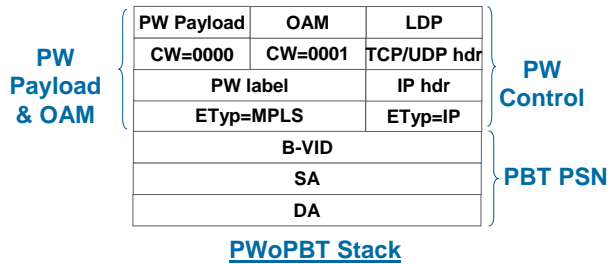 PW Payload OAM LDP
CW=0000 CW=0001 TCP/UDP hdr
PW label IP hdr
ETyp=MPLS ETyp=IP
B-VID
SA
DA
PW
Payload
& OAM
PW
Control
PBT PSN
PWoPBT Stack